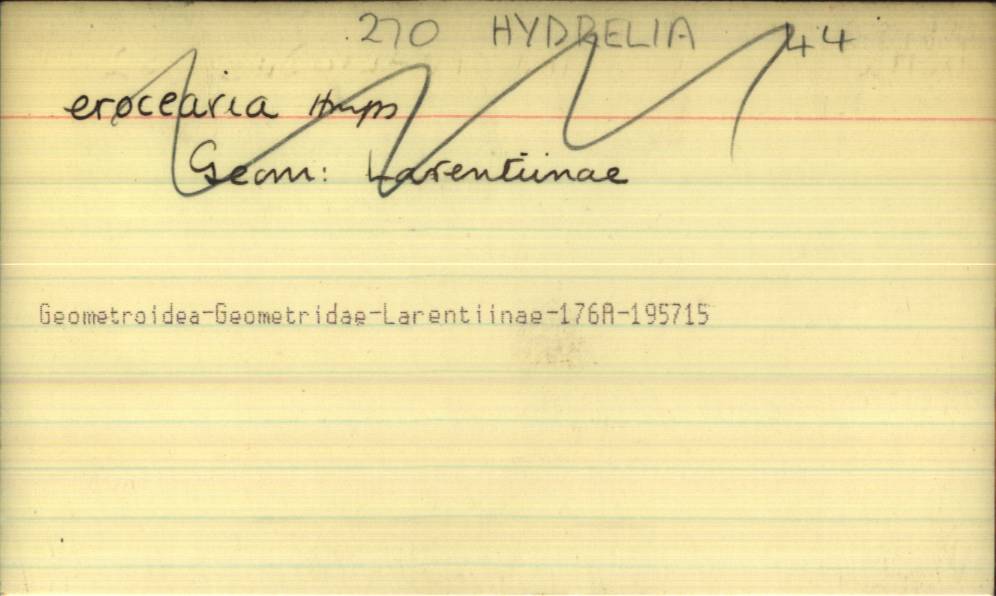 270 HYDRELIA 44
erocearia Hmps
Geom: Larentiinae
Geometroidea-Geometridae-Larentiinae-176A-195715